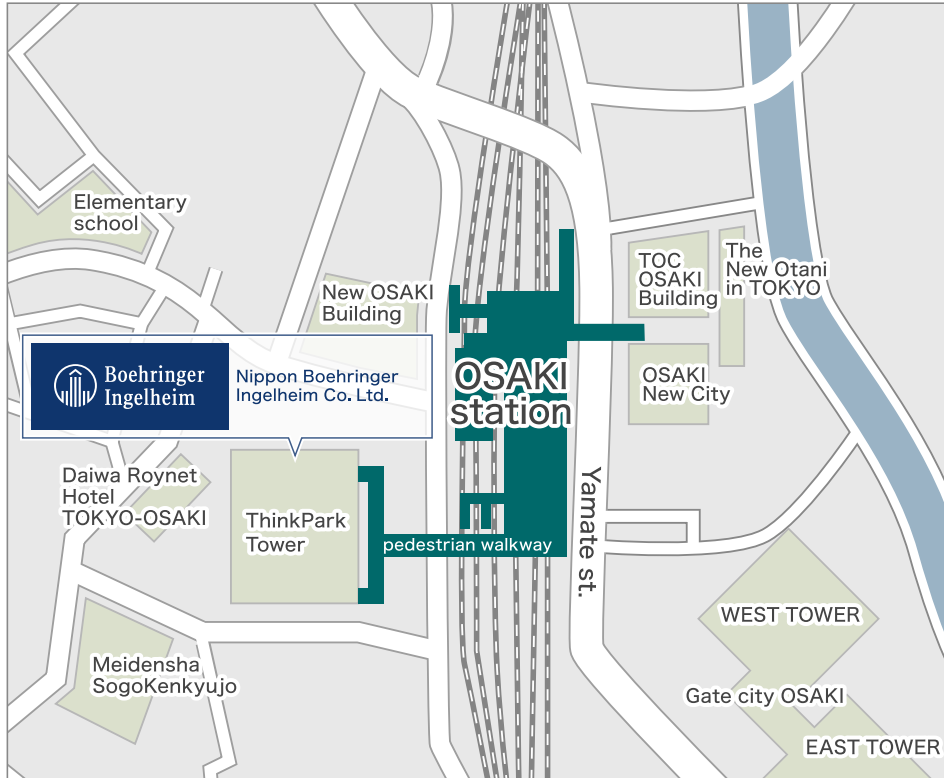 Elementary
school
New OSAKI
Building
TOC
OSAKI
Building
The
New Otani
in TOKYO
Boehringer
Ingelheim
Nippon Boehringer
Ingelheim Co. Ltd.
OSAKI
station
OSAKI
New City
Daiwa Roynet
Hotel
TOKYO-OSAKI
ThinkPark
Tower
pedestrian walkway
Yamate st.
WEST TOWER
Meidensha
SogoKenkyujo
Gate city OSAKI
EAST TOWER